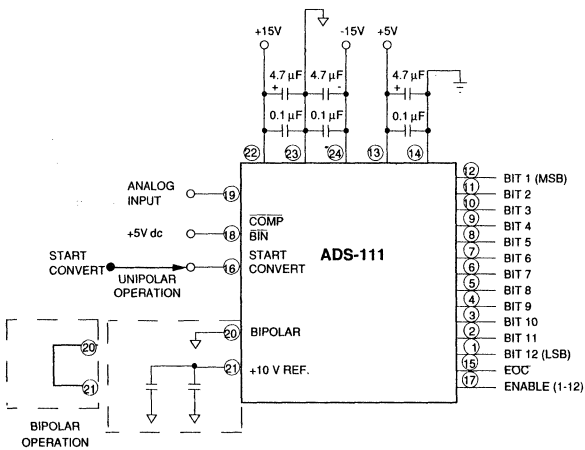 +15V
-15V
+5V
4.7 µF
4.7 µF
4.7 µF
+
-
+
0.1 µF
0.1 µF
0.1 µF
22
23
24
13
14
ANALOG
INPUT
19
+5V dc
18
COMP
BIN
START
CONVERT
16
START
CONVERT
UNIPOLAR
OPERATION
ADS-111
20
BIPOLAR
21
+10 V REF.
20
21
BIPOLAR
OPERATION
12 BIT 1 (MSB)
11 BIT 2
10 BIT 3
9 BIT 4
8 BIT 5
7 BIT 6
6 BIT 7
5 BIT 8
4 BIT 9
3 BIT 10
2 BIT 11
1 BIT 12 (LSB)
15 EOC
17 ENABLE (1-12)